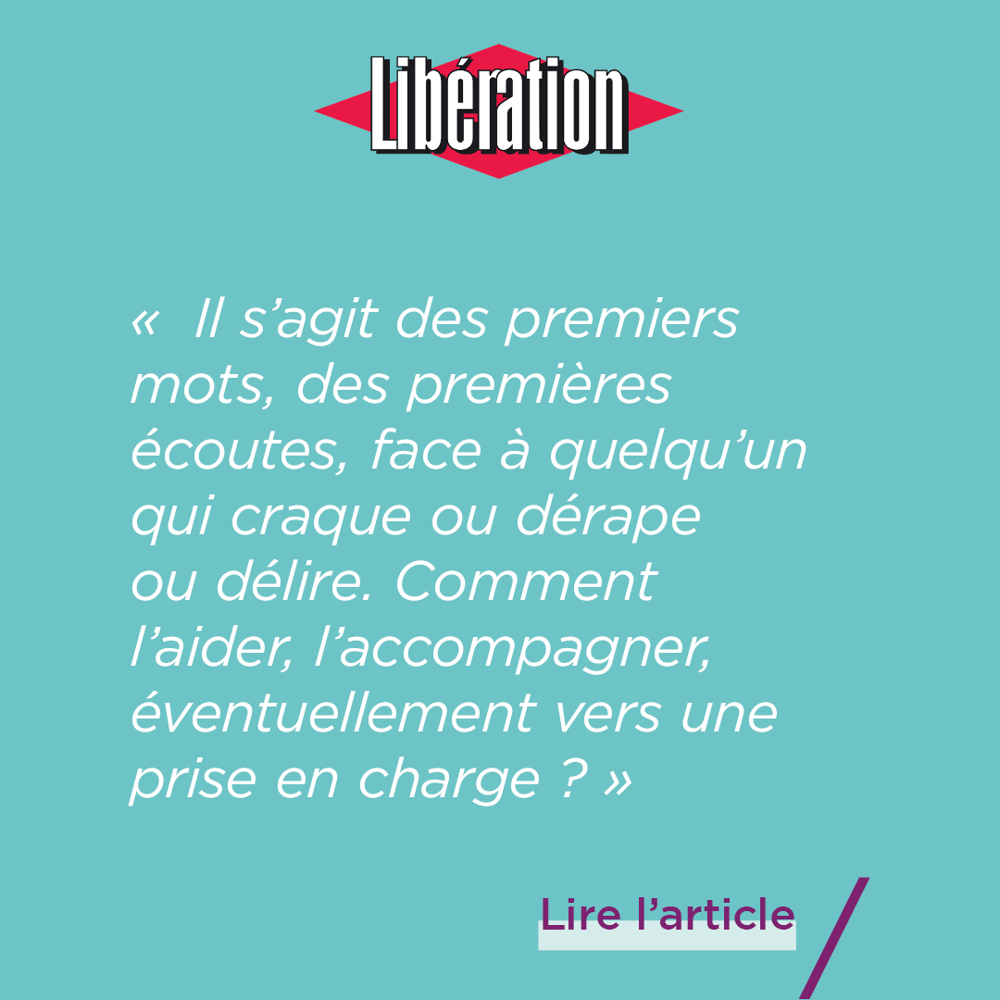 Libération
«  Il s’agit des premiers
mots, des premières
écoutes, face à quelqu’un
qui craque ou dérape
ou délire. Comment
l’aider, l’accompagner,
éventuellement vers une
prise en charge ? »
Lire l’article